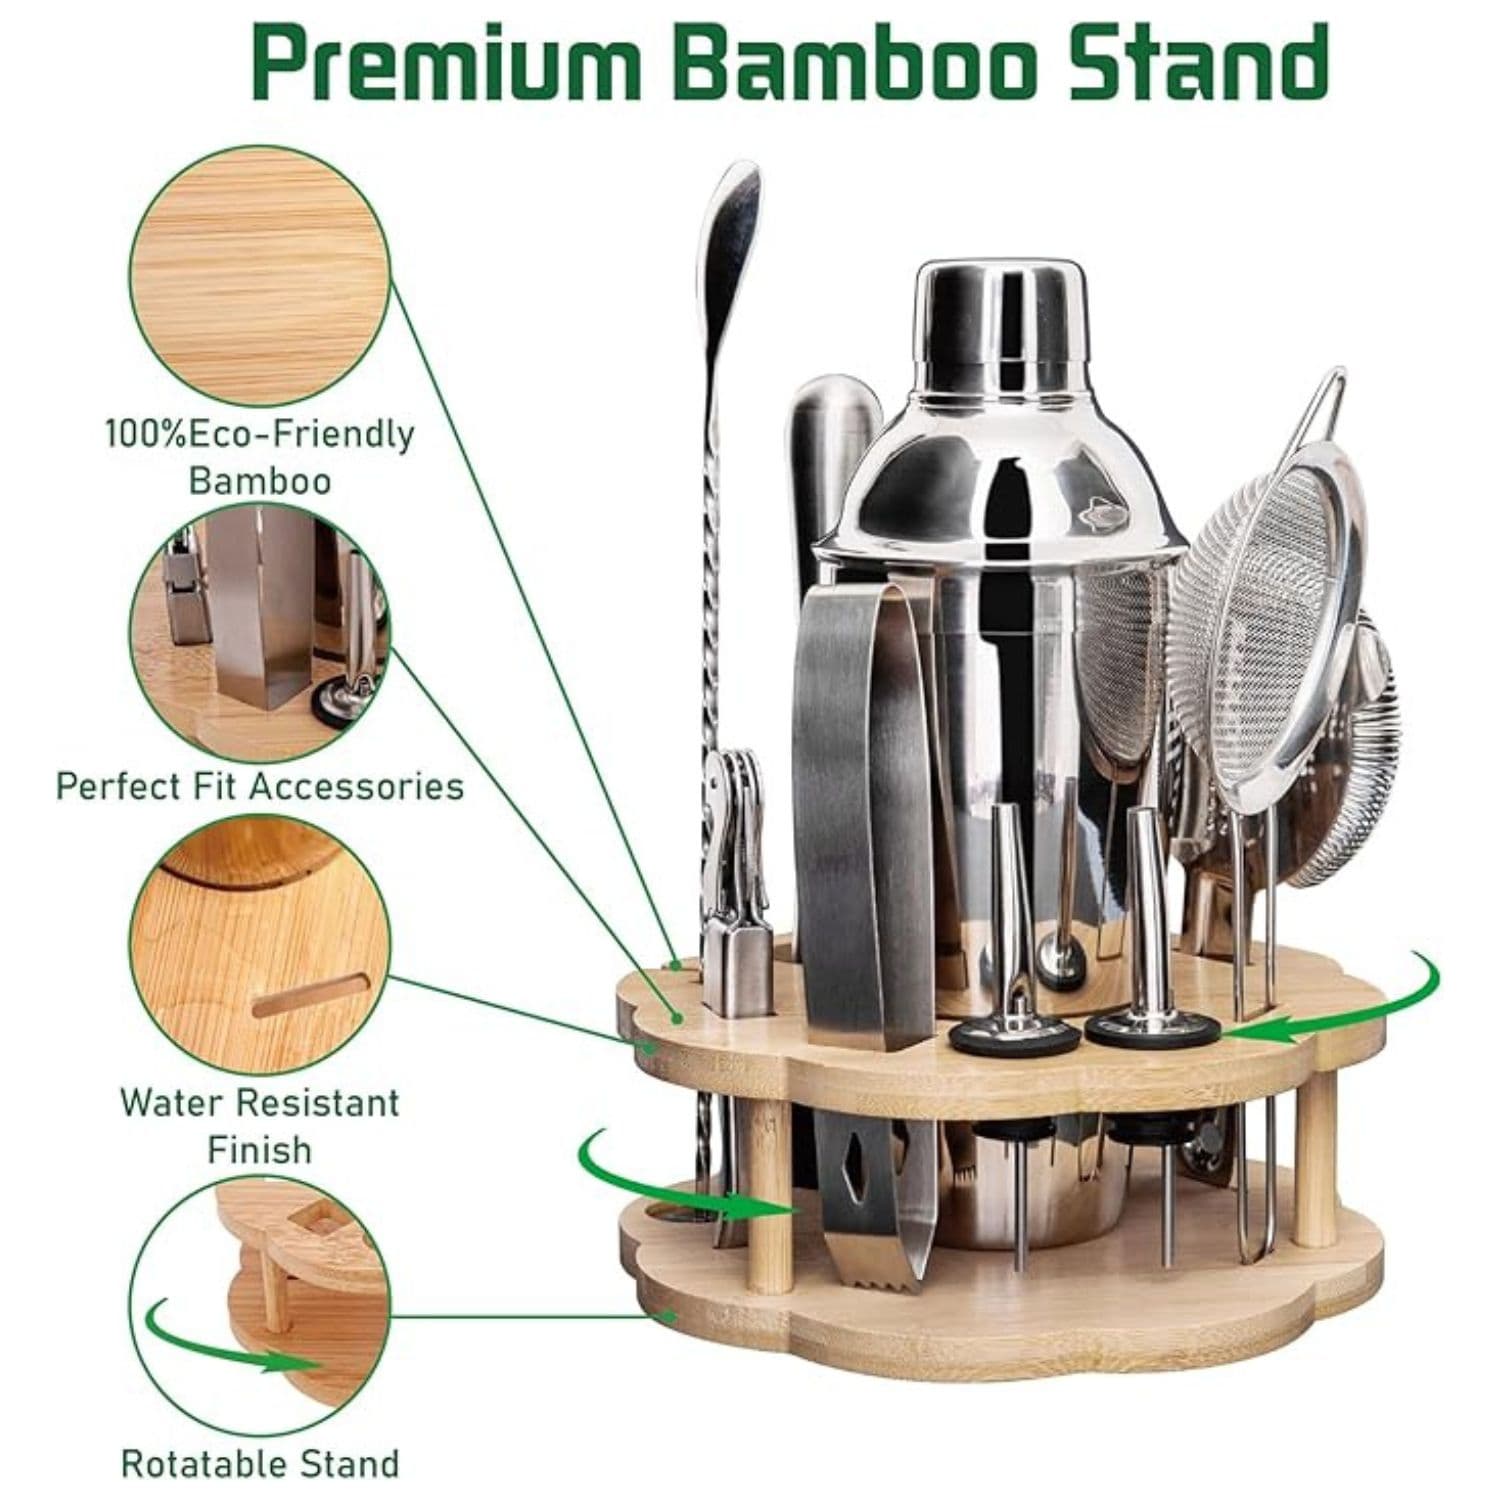 Premium Bamboo Stand
100%Eco-Friendly
Bamboo
Perfect Fit Accessories
Water Resistant
Finish
Rotatable Stand